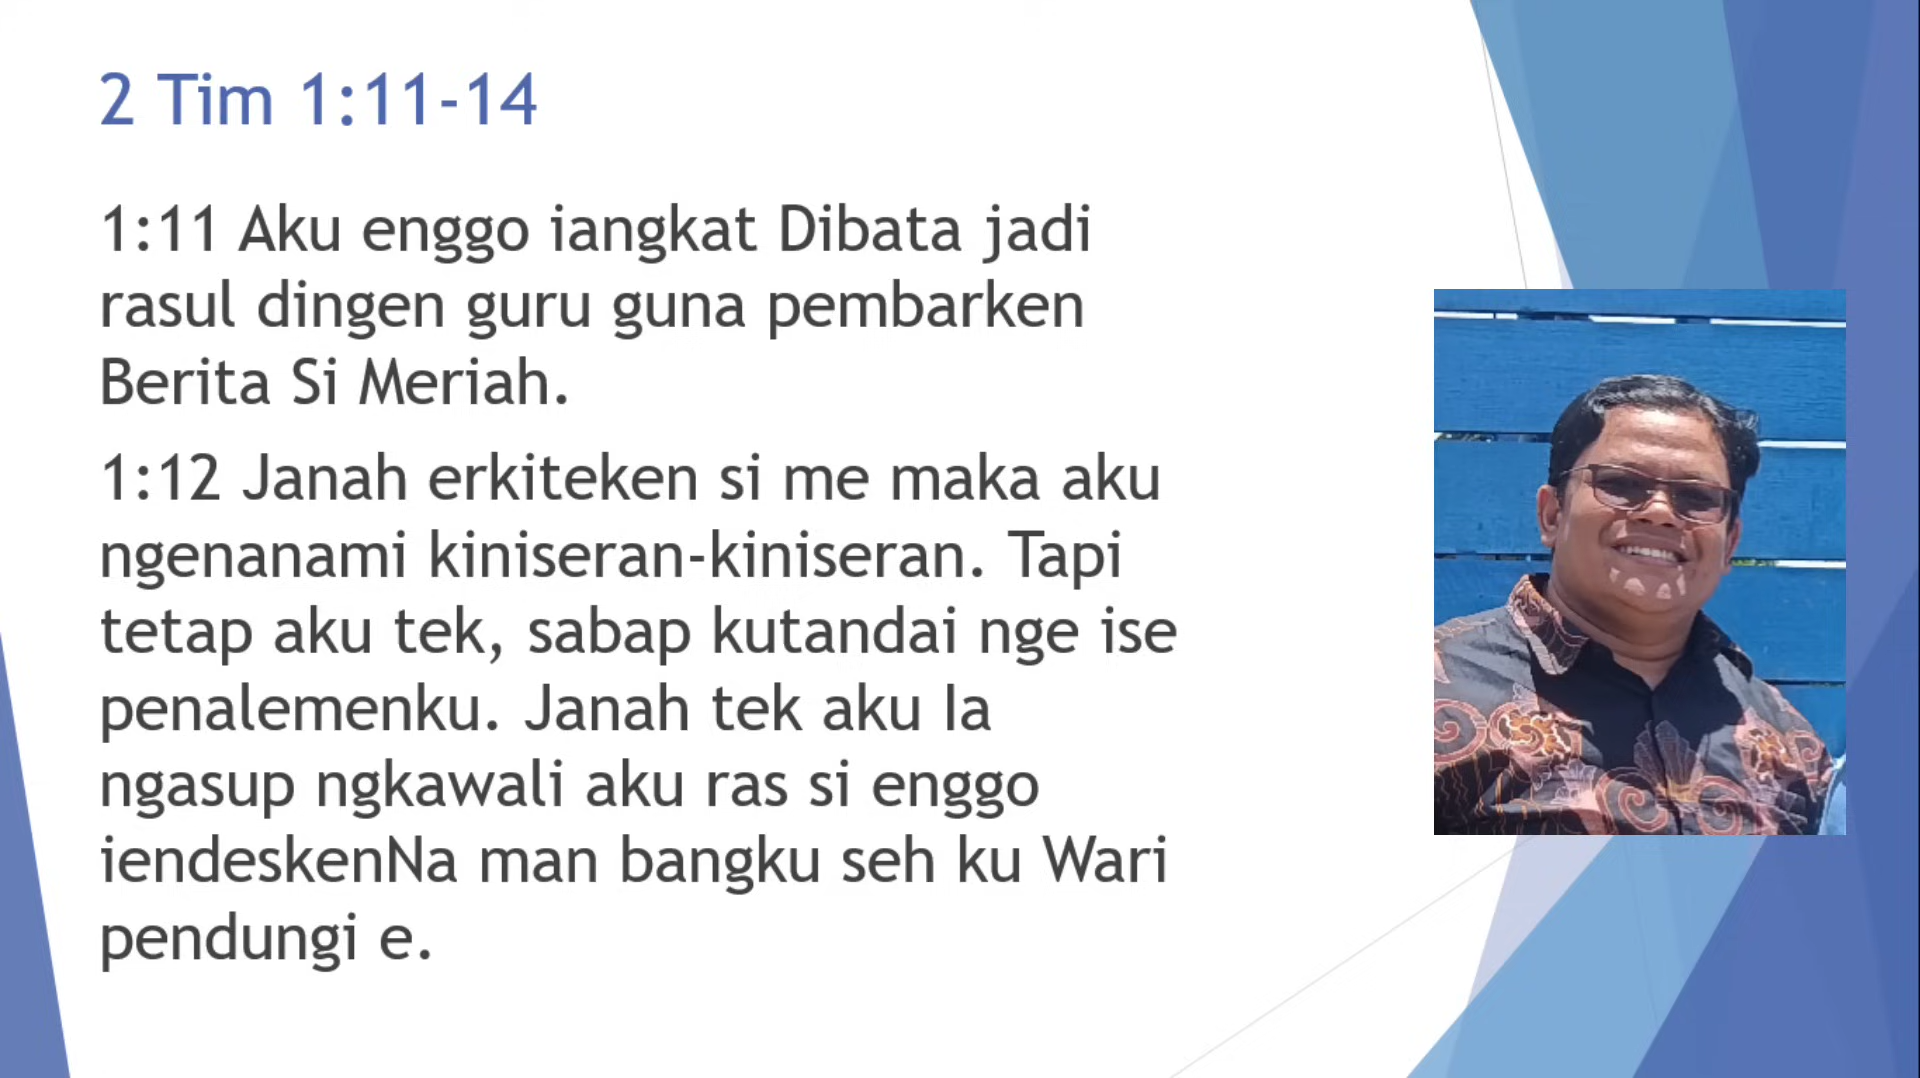 2 Tim 1:11-14
1:11 Aku enggo iangkat Dibata jadi
rasul dingen guru guna pembarken
Berita Si Meriah.
1:12 Janah erkiteken si me maka aku
ngenanami kiniseran-kiniseran. Tapi
tetap aku tek, sabap kutandai nge ise
penalemenku. Janah tek aku Ia
ngasup ngkawali aku ras si enggo
iendeskenNa man bangku seh ku Wari
pendungi e.